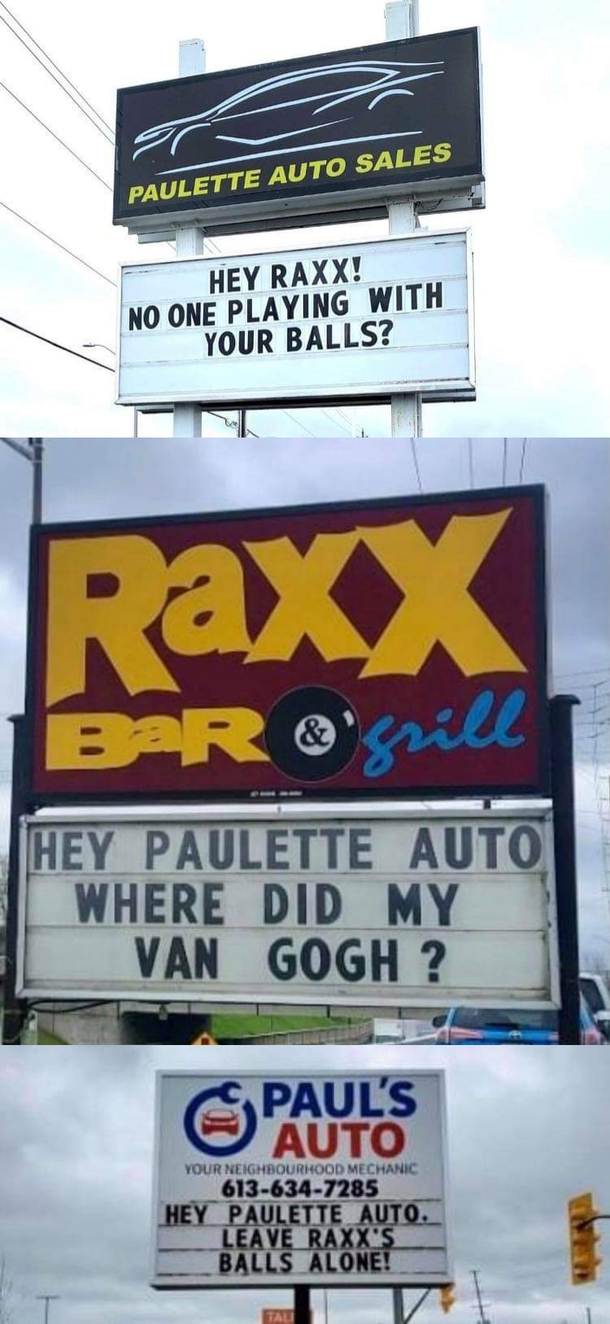 PAULETTE AUTO SALES
HEY RAXX!
NO ONE PLAYING WITH
YOUR BALLS?
Raxx
BaR & grill
HEY PAULETTE AUTO
WHERE DID MY
VAN GOGH?
PAUL'S
AUTO
YOUR NEIGHBOURHOOD MECHANIC
613-634-7285
HEY PAULETTE AUTO.
LEAVE RAXX'S
BALLS ALONE!